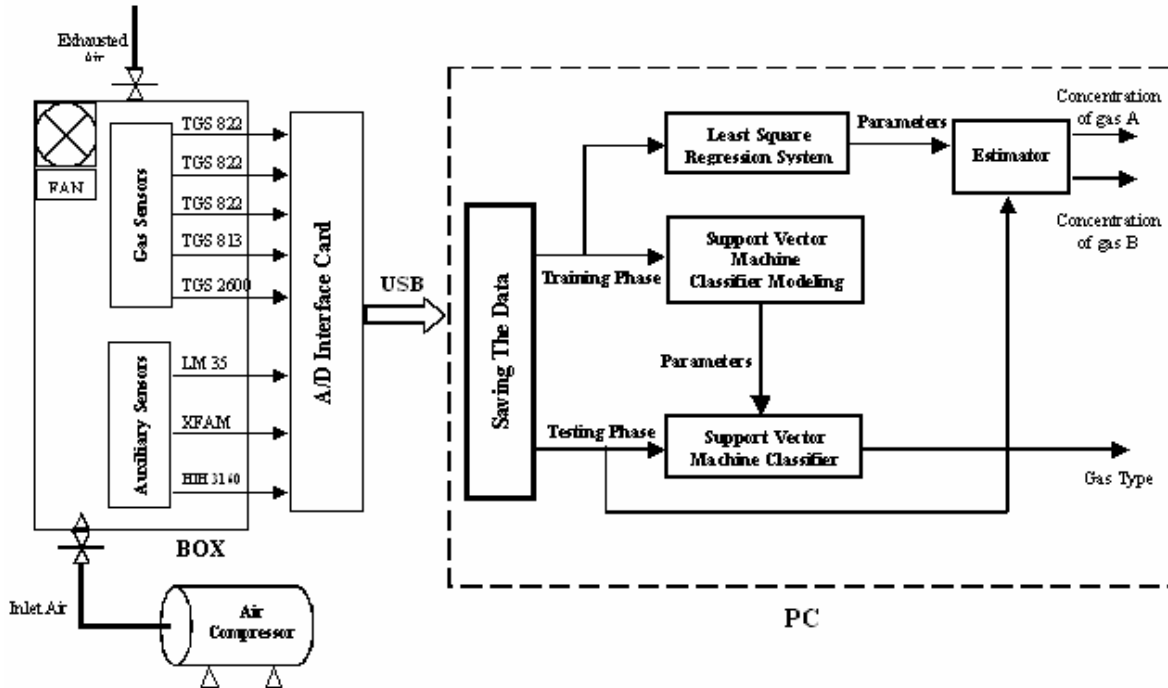 Exhausted
Air
FAN
Gas Sensors
TGS 822
TGS 822
TGS 822
TGS 813
TGS 2600
Auxiliary Sensors
LM 35
XFAM
HIH 3160
BOX
Inlet Air
Air
Compressor
A/D Interface Card
USB
Saving The Data
Training Phase
Testing Phase
Least Square
Regression System
Parameters
Estimator
Concentration
of gas A
Concentration
of gas B
Support Vector
Machine
Classifier Modeling
Parameters
Support Vector
Machine Classifier
Gas Type
PC